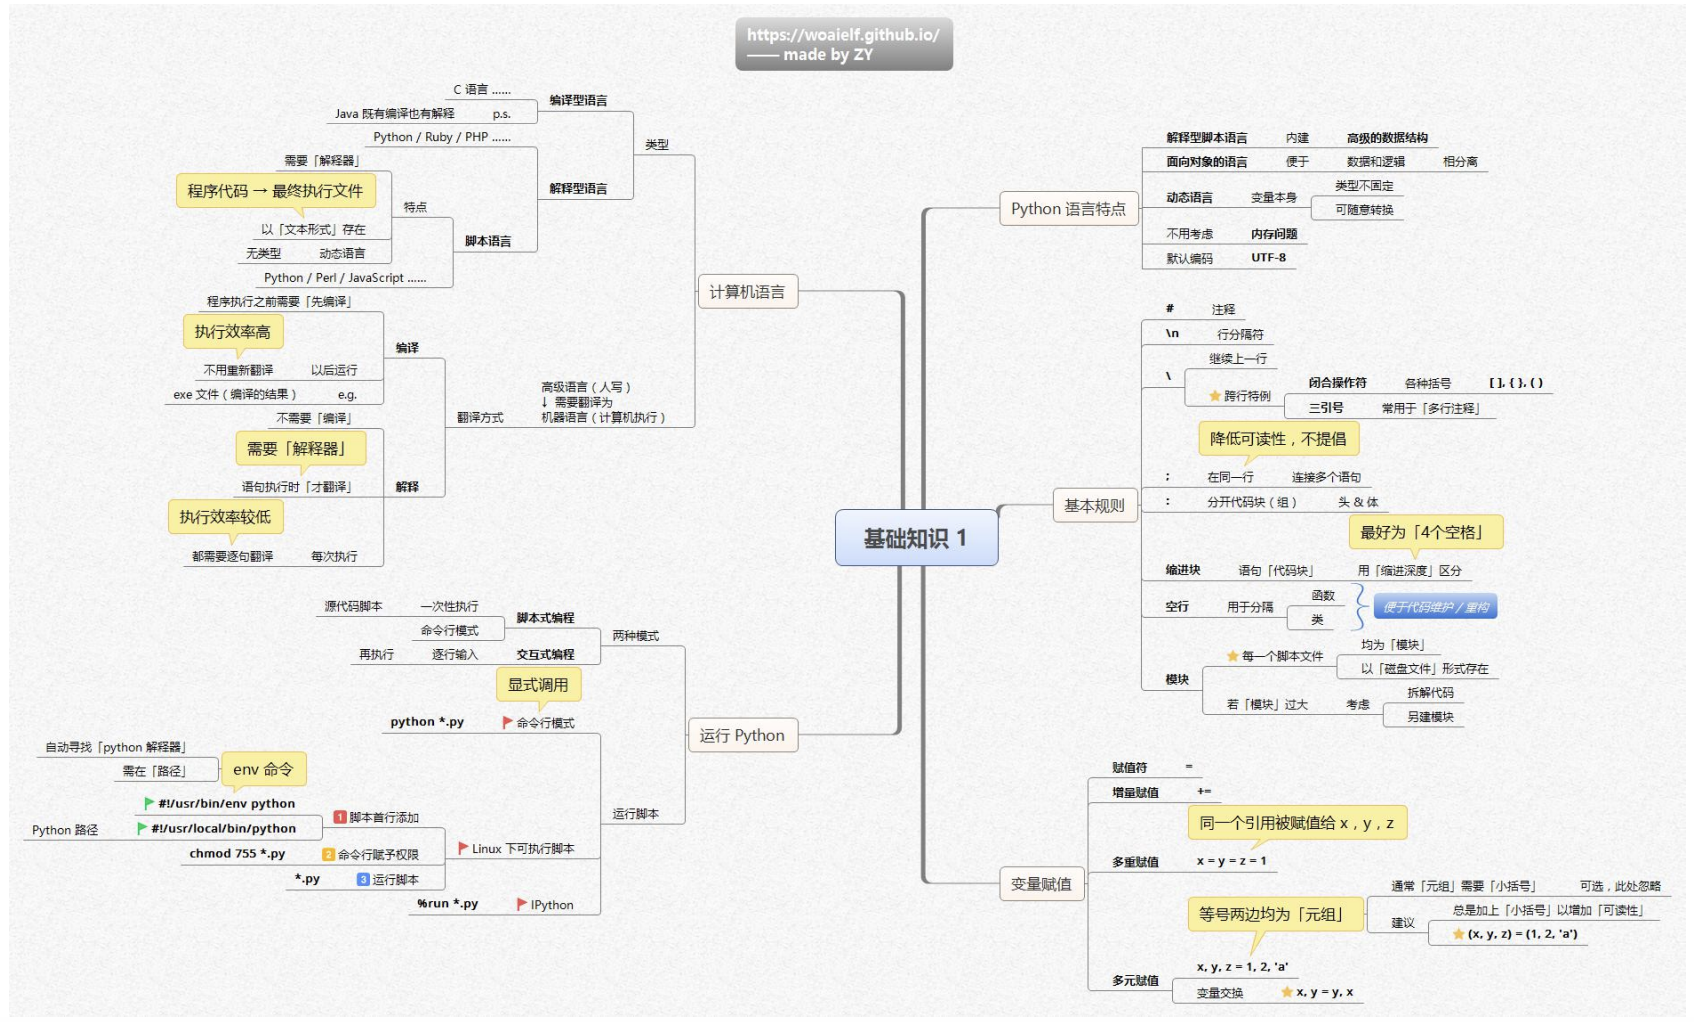 https://woaielf.github.io/
—— made by ZY
基础知识 1
计算机语言
类型
编译型语言
C 语言 ......
Java 既有编译也有解释 p.s.
解释型语言
Python / Ruby / PHP ......
脚本语言
特点
需要「解释器」
程序代码 → 最终执行文件
以「文本形式」存在
无类型 动态语言
Python / Perl / JavaScript ......
翻译方式
高级语言（人写）
↓ 需要翻译为
机器语言（计算机执行）
编译
程序执行之前需要「先编译」
执行效率高
不用重新翻译 以后运行
exe 文件（编译的结果） e.g.
解释
不需要「编译」
需要「解释器」
语句执行时「才翻译」
执行效率较低
都需要逐句翻译 每次执行
运行 Python
两种模式
脚本式编程
源代码脚本 一次性执行
命令行模式
再执行 逐行输入 交互式编程
运行脚本
显式调用
python *.py 命令行模式
Linux 下可执行脚本
1 脚本首行添加
自动寻找「python 解释器」
需在「路径」
env 命令
#!/usr/bin/env python
Python 路径 #!/usr/local/bin/python
chmod 755 *.py 2 命令行赋予权限
*.py 3 运行脚本
%run *.py IPython
Python 语言特点
解释型脚本语言 内建 高级的数据结构
面向对象的语言 便于 数据和逻辑 相分离
动态语言 变量本身
类型不固定
可随意转换
不用考虑 内存问题
默认编码 UTF-8
基本规则
# 注释
\n 行分隔符
\
继续上一行
跨行特例
闭合操作符 各种括号 [ ], { }, ( )
三引号 常用于「多行注释」
降低可读性，不提倡
; 在同一行 连接多个语句
: 分开代码块（组） 头 & 体
最好为「4个空格」
缩进块 语句「代码块」 用「缩进深度」区分
空行 用于分隔
函数
类
便于代码维护 / 重构
模块
每一个脚本文件
均为「模块」
以「磁盘文件」形式存在
若「模块」过大 考虑
拆解代码
另建模块
变量赋值
赋值符 =
增量赋值 +=
同一个引用被赋值给 x，y，z
多重赋值 x = y = z = 1
多元赋值
等号两边均为「元组」
通常「元组」需要「小括号」 可选，此处忽略
建议
总是加上「小括号」以增加「可读性」
(x, y, z) = (1, 2, 'a')
x, y, z = 1, 2, 'a'
变量交换 x, y = y, x